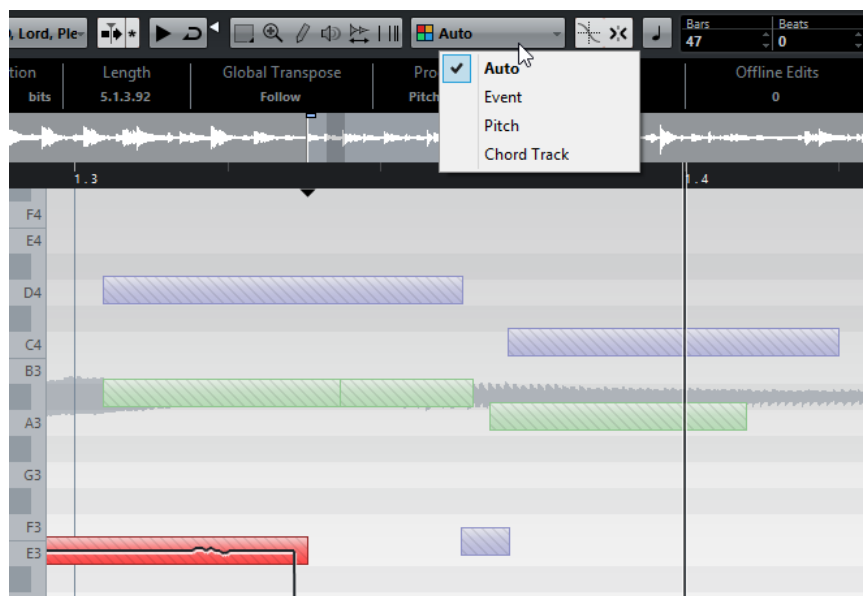 , Lord, Ple
Auto
Bars
Beats
47
0
tion
Length
Global Transpose
Pro
Offline Edits
bits
5.1.3.92
Follow
Pitch
0
Auto
Event
Pitch
Chord Track
1.3
1.4
F4
E4
D4
C4
B3
A3
G3
F3
E3